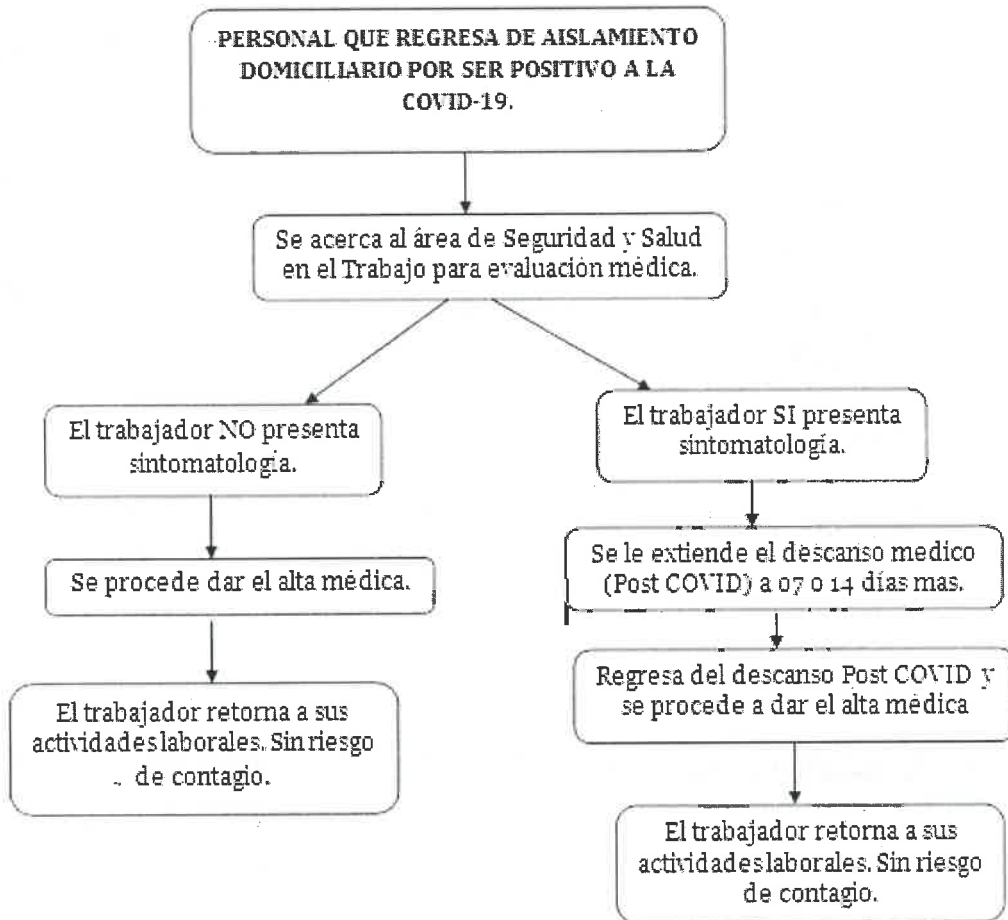 PERSONAL QUE REGRESA DE AISLAMIENTO
DOMICILIARIO POR SER POSITIVO A LA
COVID-19.
Se acerca al área de Seguridad y Salud
en el Trabajo para evaluación médica.
El trabajador NO presenta
sintomatología.
Se procede dar el alta médica.
El trabajador retorna a sus
actividades laborales. Sin riesgo
de contagio.
El trabajador SI presenta
sintomatología.
Se le extiende el descanso medico
(Post COVID) a 07 o 14 días mas.
Regresa del descanso Post COVID y
se procede a dar el alta médica
El trabajador retorna a sus
actividades laborales. Sin riesgo
de contagio.